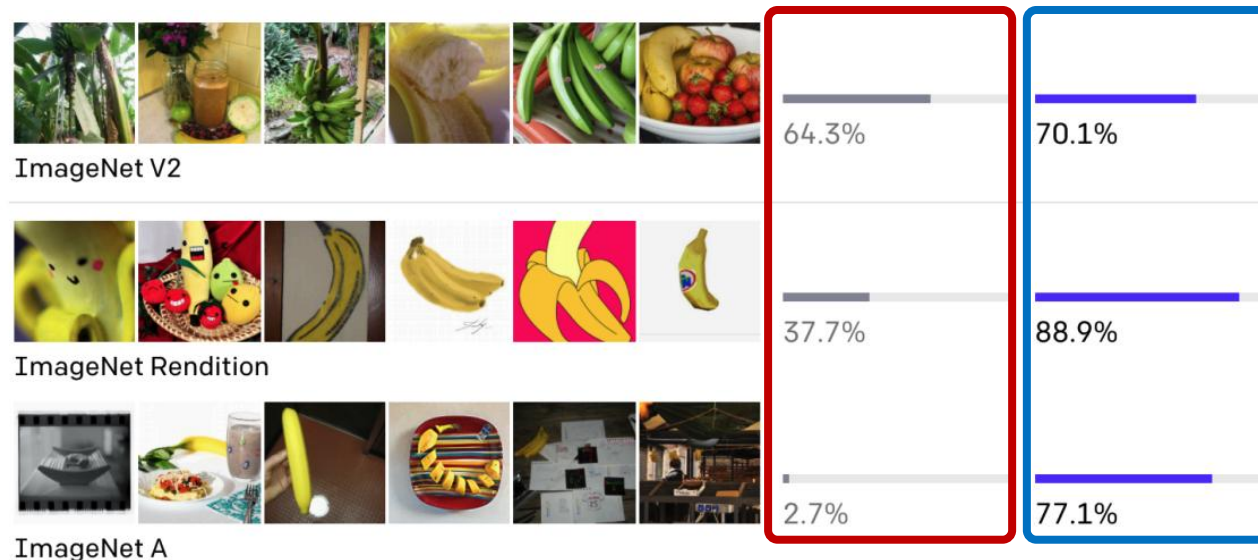 64.3%
70.1%
ImageNet V2
37.7%
88.9%
ImageNet Rendition
2.7%
77.1%
ImageNet A